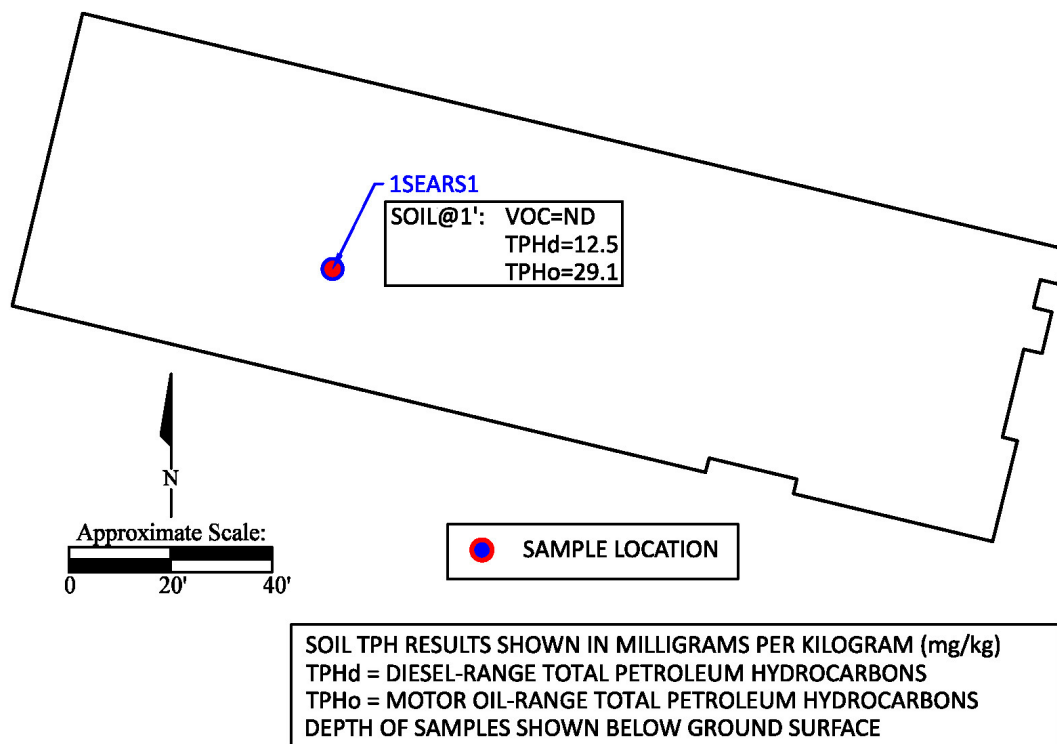 1SEARS1
SOIL@1': VOC=ND
TPHd=12.5
TPHo=29.1
N
Approximate Scale:
0 20' 40'
SAMPLE LOCATION
SOIL TPH RESULTS SHOWN IN MILLIGRAMS PER KILOGRAM (mg/kg)
TPHd = DIESEL-RANGE TOTAL PETROLEUM HYDROCARBONS
TPHo = MOTOR OIL-RANGE TOTAL PETROLEUM HYDROCARBONS
DEPTH OF SAMPLES SHOWN BELOW GROUND SURFACE